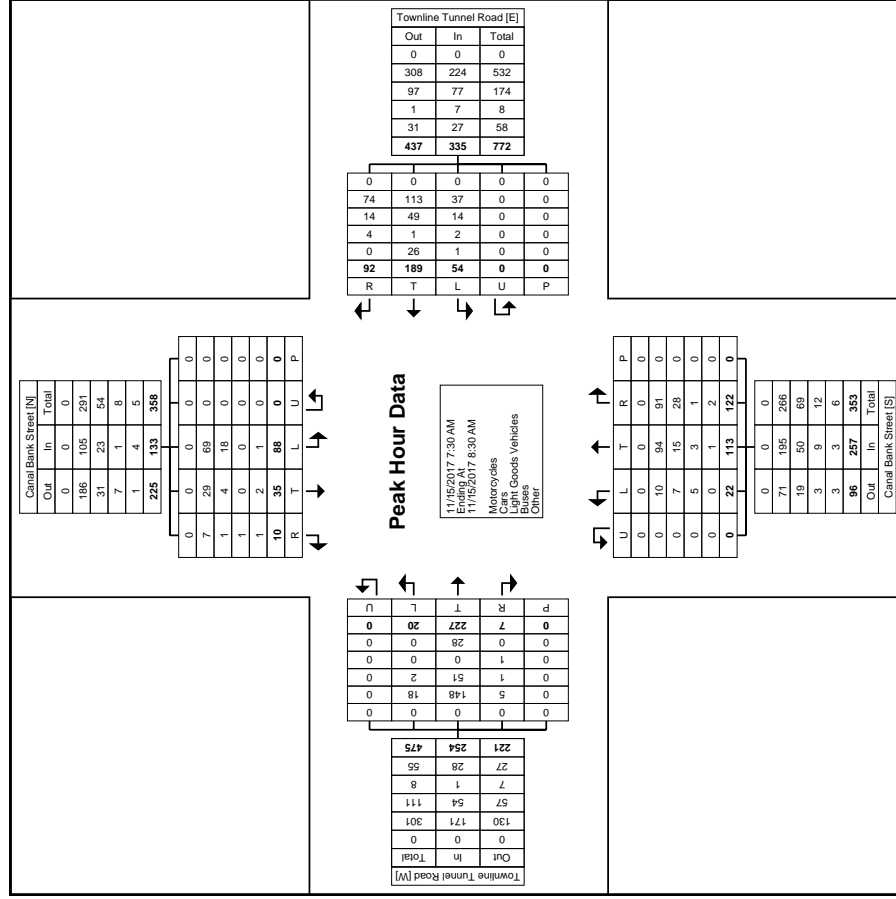 Townline Tunnel Road [E]
Out In Total
0 0 0
308 224 532
97 77 174
1 7 8
31 27 58
437 335 772
0 0 0 0 0
74 113 37 0 0
14 49 14 0 0
4 1 2 0 0
0 26 1 0 0
92 189 54 0 0
R T L U P
Canal Bank Street [N]
Out In Total
0 0 0
186 105 291
31 23 54
7 1 8
1 4 5
225 133 358
0 0 0 0 0
7 29 69 0 0
1 4 18 0 0
1 0 0 0 0
1 2 1 0 0
10 35 88 0 0
R T L U P
Peak Hour Data
11/15/2017 7:30 AM
Ending At
11/15/2017 8:30 AM
Motorcycles
Cars
Light Goods Vehicles
Buses
Other
U L T R P
0 0 0 0 0
0 10 94 91 0
0 7 15 28 0
0 5 3 1 0
0 0 1 2 0
0 22 113 122 0
0 0 0
71 195 266
19 50 69
3 9 12
3 3 6
96 257 353
Out In Total
Canal Bank Street [S]
Townline Tunnel Road [W]
Out In Total
0 0 0
130 171 301
57 54 111
7 1 8
27 28 55
221 254 475
0 0 0 0 0
0 5 148 18 0
0 1 51 2 0
0 1 0 0 0
0 0 28 0 0
0 7 227 20 0
P R T L U